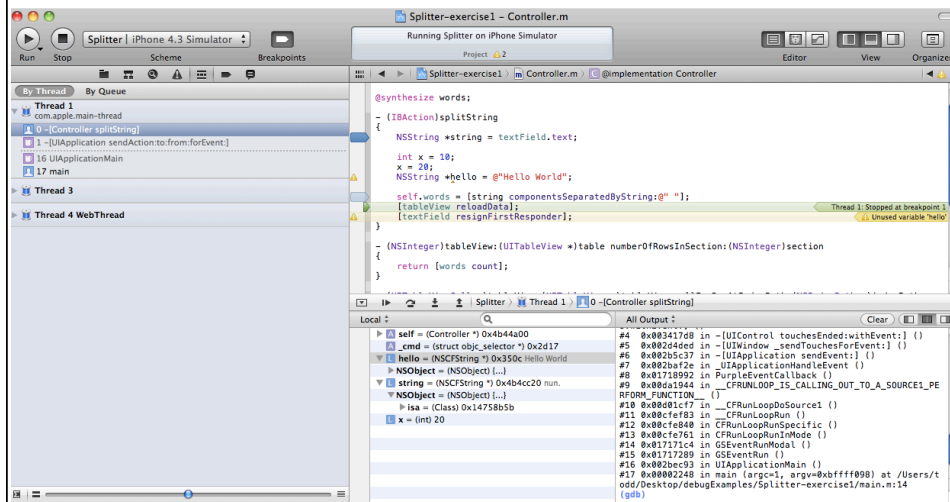 Splitter-exercise1 – Controller.m
Splitter | iPhone 4.3 Simulator
Running Splitter on iPhone Simulator
Project 2
Run Stop Scheme Breakpoints Editor View Organize
By Thread By Queue
Splitter-exercise1 Controller.m @implementation Controller
Thread 1
com.apple.main-thread
0 -[Controller splitString]
1 -[UIApplication sendAction:to:from:forEvent:]
16 UIApplicationMain
17 main
Thread 3
Thread 4 WebThread
@synthesize words;
- (IBAction)splitString
{
NSString *string = textField.text;
int x = 10;
x = 20;
NSString *hello = @"Hello World";
self.words = [string componentsSeparatedByString:@" "];
[tableView reloadData]; Thread 1: Stopped at breakpoint 1
[textField resignFirstResponder]; Unused variable 'hello'
}
- (NSInteger)tableView:(UITableView *)table numberOfRowsInSection:(NSInteger)section
{
return [words count];
}
Splitter Thread 1 0 -[Controller splitString]
Local All Output Clear
self = (Controller *) 0x4b44a00
_cmd = (struct objc_selector *) 0x2d17
hello = (NSCFString *) 0x350c Hello World
NSObject = (NSObject) {...}
string = (NSCFString *) 0x4b4cc20 nun.
NSObject = (NSObject) {...}
isa = (Class) 0x14758b5b
x = (int) 20
#4 0x003417d8 in -[UIControl touchesEnded:withEvent:] ()
#5 0x002d4ded in -[UIWindow _sendTouchesForEvent:] ()
#6 0x002b5c37 in -[UIApplication sendEvent:] ()
#7 0x002baf2e in _UIApplicationHandleEvent ()
#8 0x01718992 in PurpleEventCallback ()
#9 0x00da1944 in __CFRUNLOOP_IS_CALLING_OUT_TO_A_SOURCE1_PE
RFORM_FUNCTION__ ()
#10 0x00d01cf7 in __CFRunLoopDoSource1 ()
#11 0x00cfef83 in __CFRunLoopRun ()
#12 0x00cfe840 in CFRunLoopRunSpecific ()
#13 0x00cfe761 in CFRunLoopRunInMode ()
#14 0x017171c4 in GSEventRunModal ()
#15 0x01717289 in GSEventRun ()
#16 0x002bec93 in UIApplicationMain ()
#17 0x00002248 in main (argc=1, argv=0xbffff098) at /Users/t
odd/Desktop/debugExamples/Splitter-exercise1/main.m:14
(gdb)